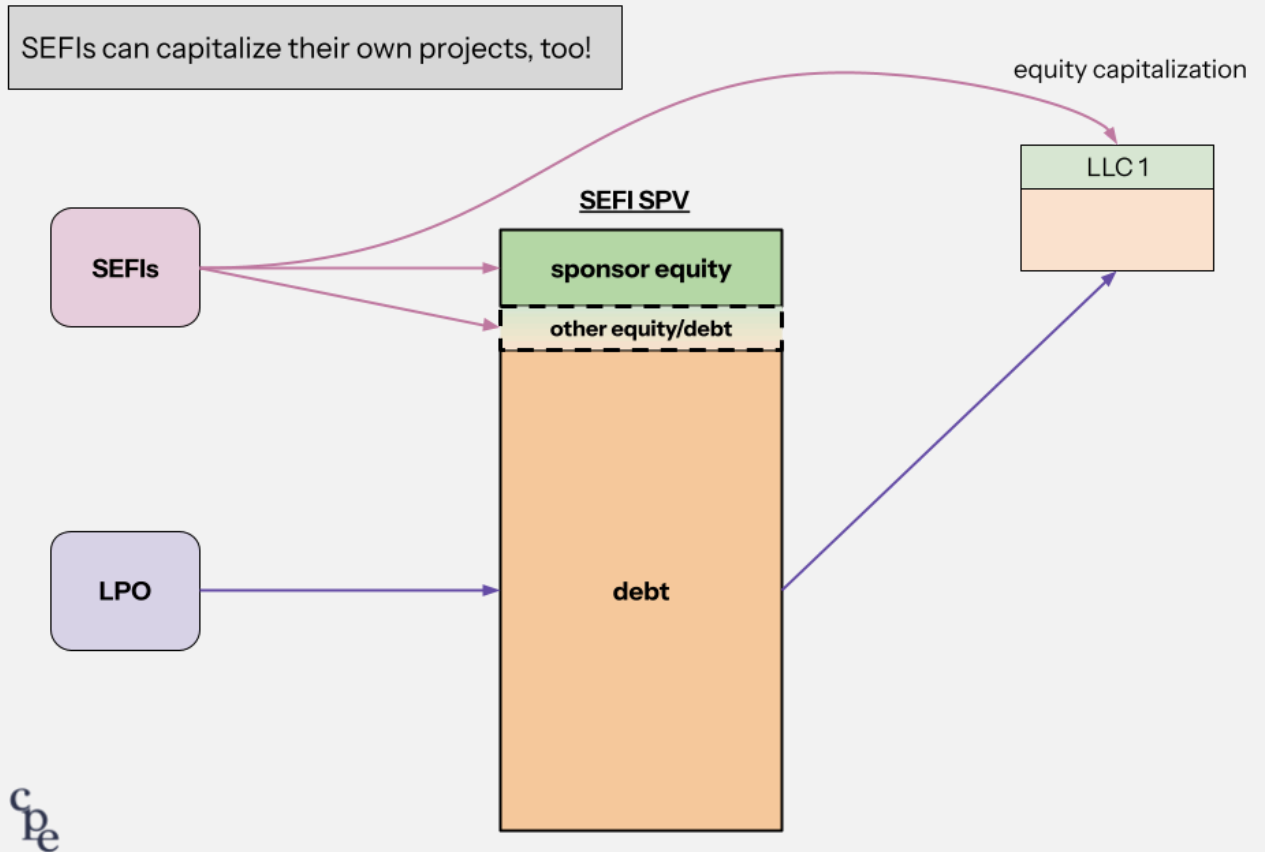 SEFIs can capitalize their own projects, too!
equity capitalization
LLC 1
SEFI SPV
SEFIs
sponsor equity
other equity/debt
LPO
debt
cpe